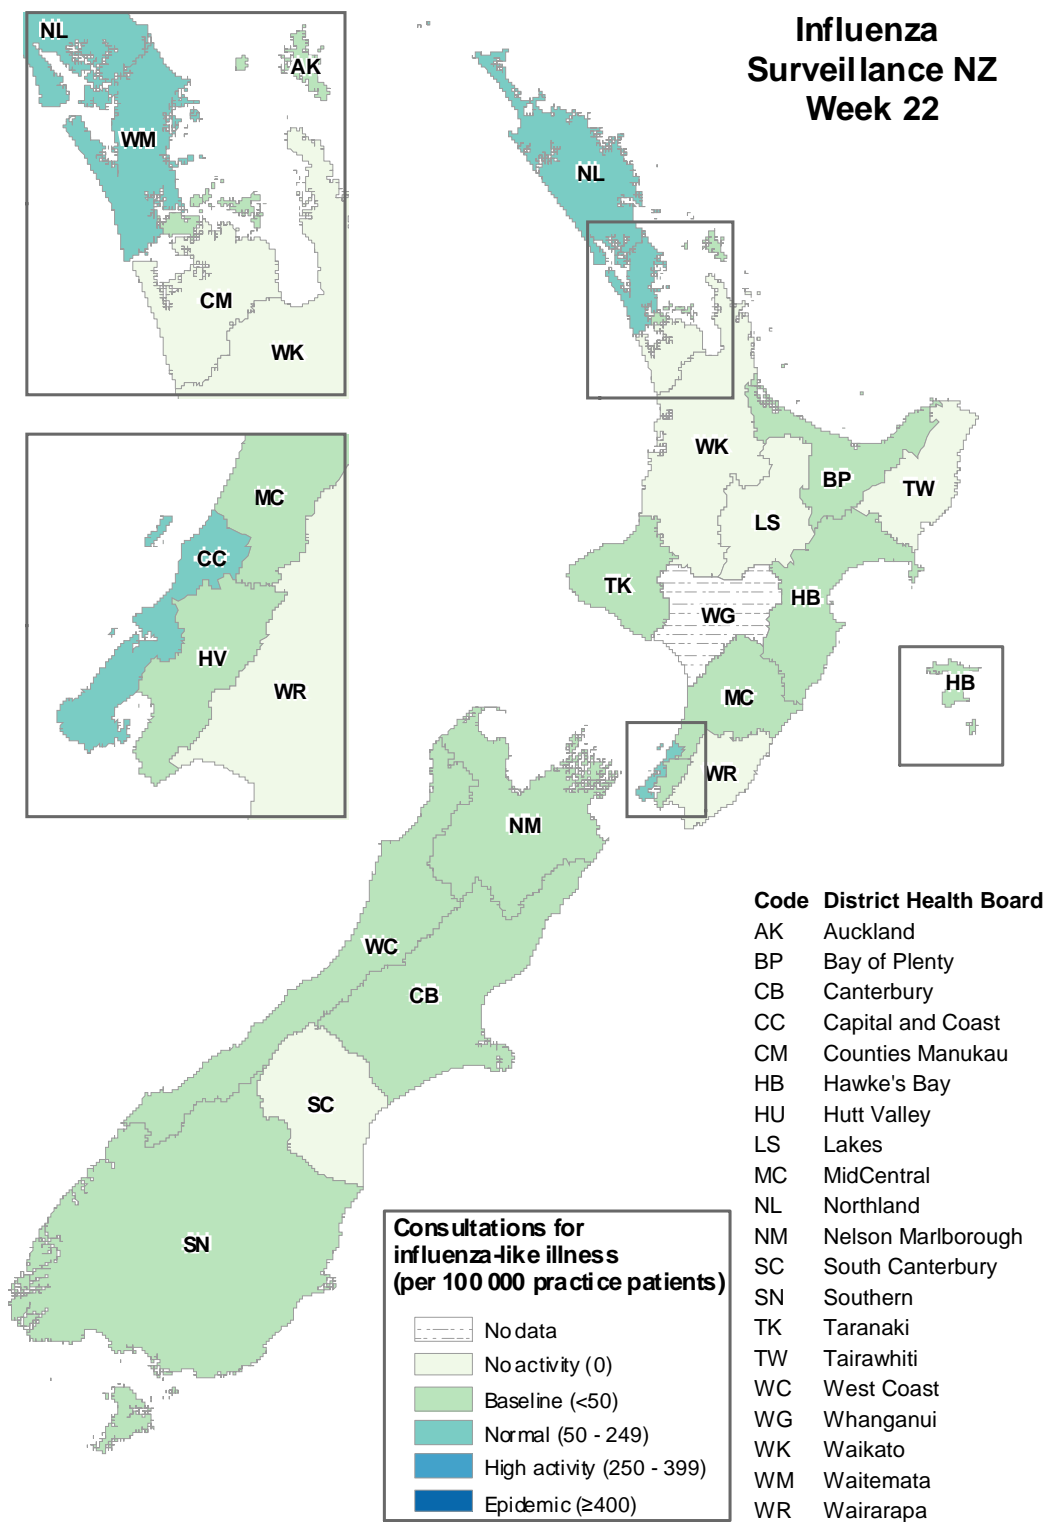 Influenza
Surveillance NZ
Week 22
NL
AK
WM
CM
WK
NL
WK
BP
TW
LS
TK
HB
WG
MC
WR
MC
CC
HV
WR
HB
NM
WC
CB
SC
SN
Code District Health Board
AK Auckland
BP Bay of Plenty
CB Canterbury
CC Capital and Coast
CM Counties Manukau
HB Hawke's Bay
HU Hutt Valley
LS Lakes
MC MidCentral
NL Northland
NM Nelson Marlborough
SC South Canterbury
SN Southern
TK Taranaki
TW Tairawhiti
WC West Coast
WG Whanganui
WK Waikato
WM Waitemata
WR Wairarapa
Consultations for
influenza-like illness
(per 100 000 practice patients)
No data
No activity (0)
Baseline (<50)
Normal (50 - 249)
High activity (250 - 399)
Epidemic (≥400)